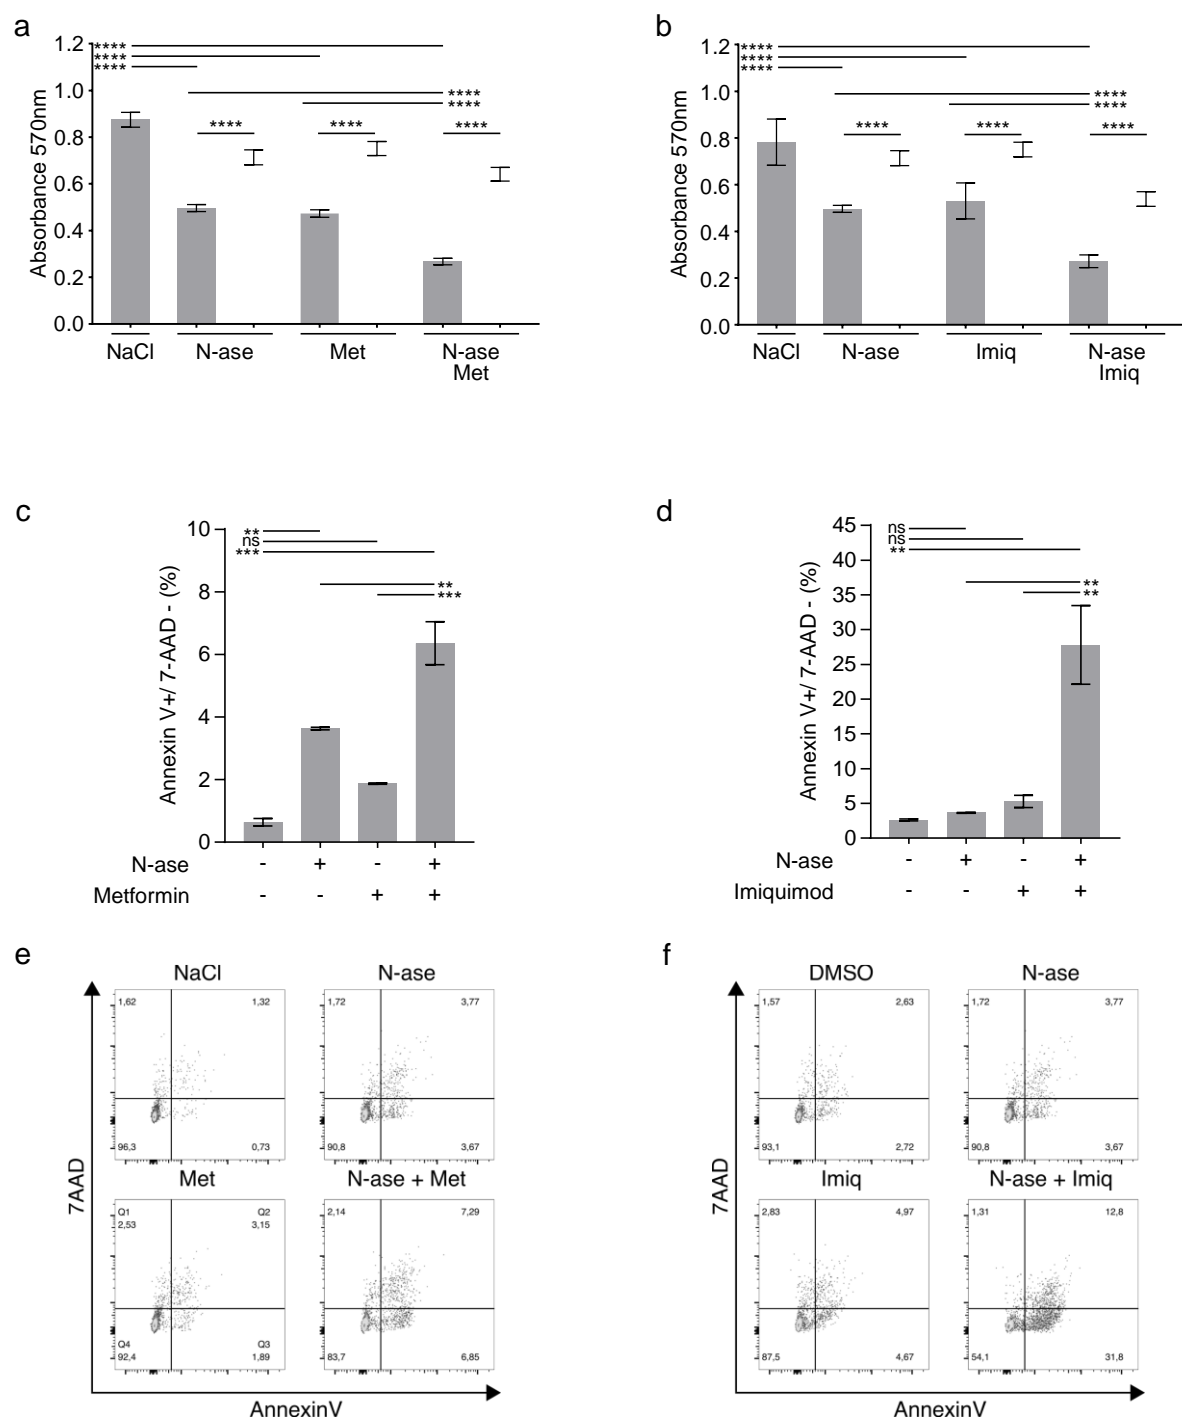 a
1.2
1.0
0.8
0.6
0.4
0.2
0.0
Absorbance 570nm
****
****
****
****
****
**** **** ****
NaCl N-ase Met N-ase
Met
b
1.2
1.0
0.8
0.6
0.4
0.2
0.0
Absorbance 570nm
****
****
****
****
****
**** **** ****
NaCl N-ase Imiq N-ase
Imiq
c
10
8
6
4
2
0
Annexin V+/ 7-AAD - (%)
**
ns
***
**
***
N-ase - + - +
Metformin - - + +
d
45
40
35
30
25
20
15
10
5
0
Annexin V+/ 7-AAD - (%)
ns
ns
**
**
**
N-ase - + - +
Imiquimod - - + +
e
NaCl N-ase
1,62 1,32 1,72 3,77
96,3 0,73 90,8 3,67
Met N-ase + Met
Q1 Q2
2,53 3,15 2,14 7,29
Q4 Q3
92,4 1,89 83,7 6,85
7AAD
AnnexinV
f
DMSO N-ase
1,57 2,63 1,72 3,77
93,1 2,72 90,8 3,67
Imiq N-ase + Imiq
2,83 4,97 1,31 12,8
87,5 4,67 54,1 31,8
7AAD
AnnexinV